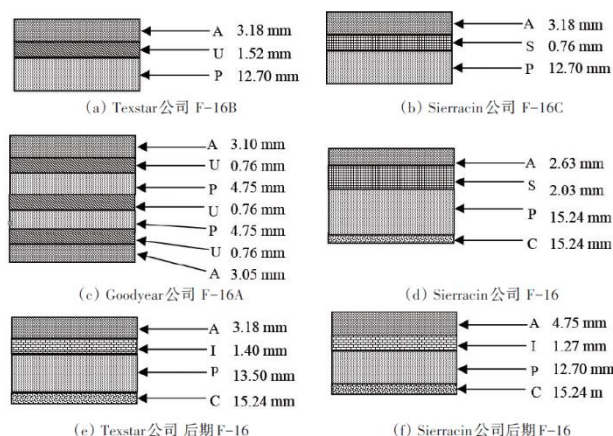 A 3.18 mm
U 1.52 mm
P 12.70 mm
(a) Texstar公司 F-16B
A 3.18 mm
S 0.76 mm
P 12.70 mm
(b) Sierracin公司 F-16C
A 3.10 mm
U 0.76 mm
P 4.75 mm
U 0.76 mm
P 4.75 mm
U 0.76 mm
A 3.05 mm
(c) Goodyear公司 F-16A
A 2.63 mm
S 2.03 mm
P 15.24 mm
C 15.24 mm
(d) Sierracin公司 F-16
A 3.18 mm
I 1.40 mm
P 13.50 mm
C 15.24 mm
(e) Texstar公司 后期F-16
A 4.75 mm
I 1.27 mm
P 12.70 mm
C 15.24 m
(f) Sierracin公司后期F-16